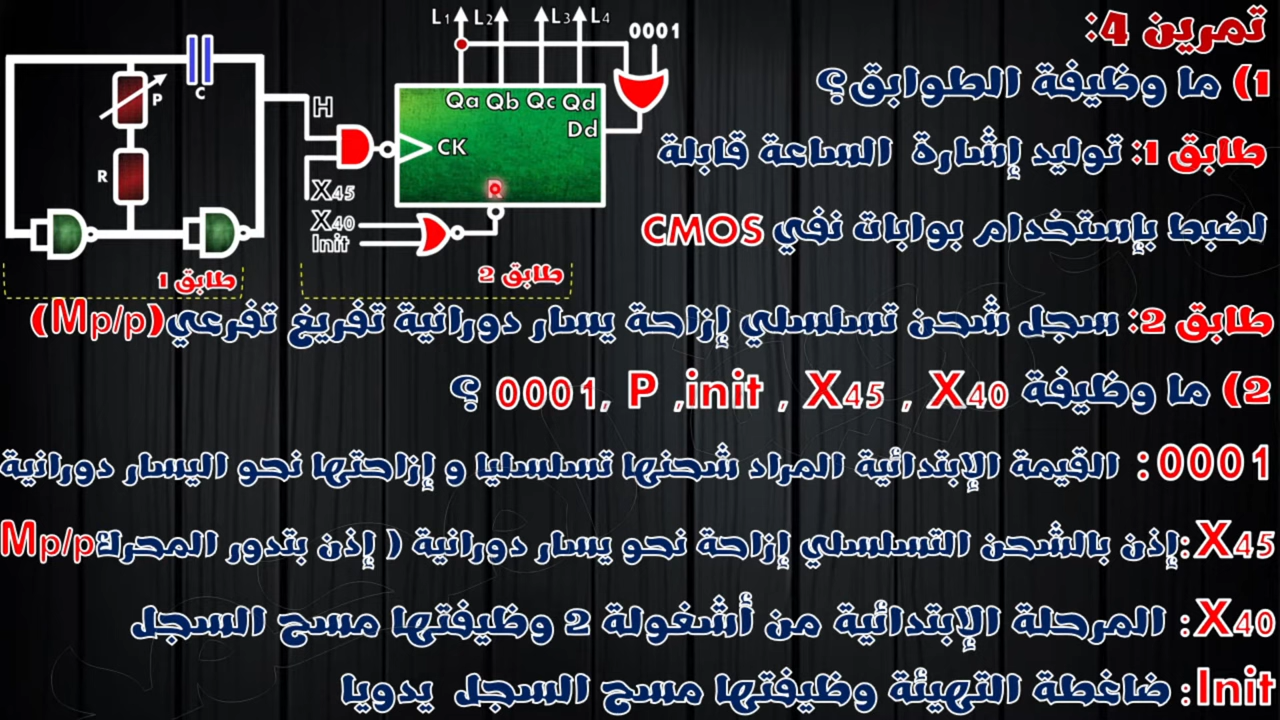 تمرين 4:
1) ما وظيفة الطوابق؟
طابق 1: توليد إشارة الساعة قابلة
لضبط بإستخدام بوابات نفي CMOS
طابق 2: سجل شحن تسلسلي إزاحة يسار دورانية تفريغ تفرعي(Mp/p)
2) ما وظيفة X40 , X45 , init, P ,0001 ؟
0001: القيمة الإبتدائية المراد شحنها تسلسليا و إزاحتها نحو اليسار دورانية
X45:إذن بالشحن التسلسلي إزاحة نحو يسار دورانية ( إذن بتدور المحرك Mp/p
X40: المرحلة الإبتدائية من أشغولة 2 وظيفتها مسح السجل
Init: ضاغطة التهيئة وظيفتها مسح السجل يدويا
L1 L2 L3 L4
0001
Qa Qb Qc Qd
Dd
CK
R
H
X45
X40
Init
P
C
R
طابق 1
طابق 2